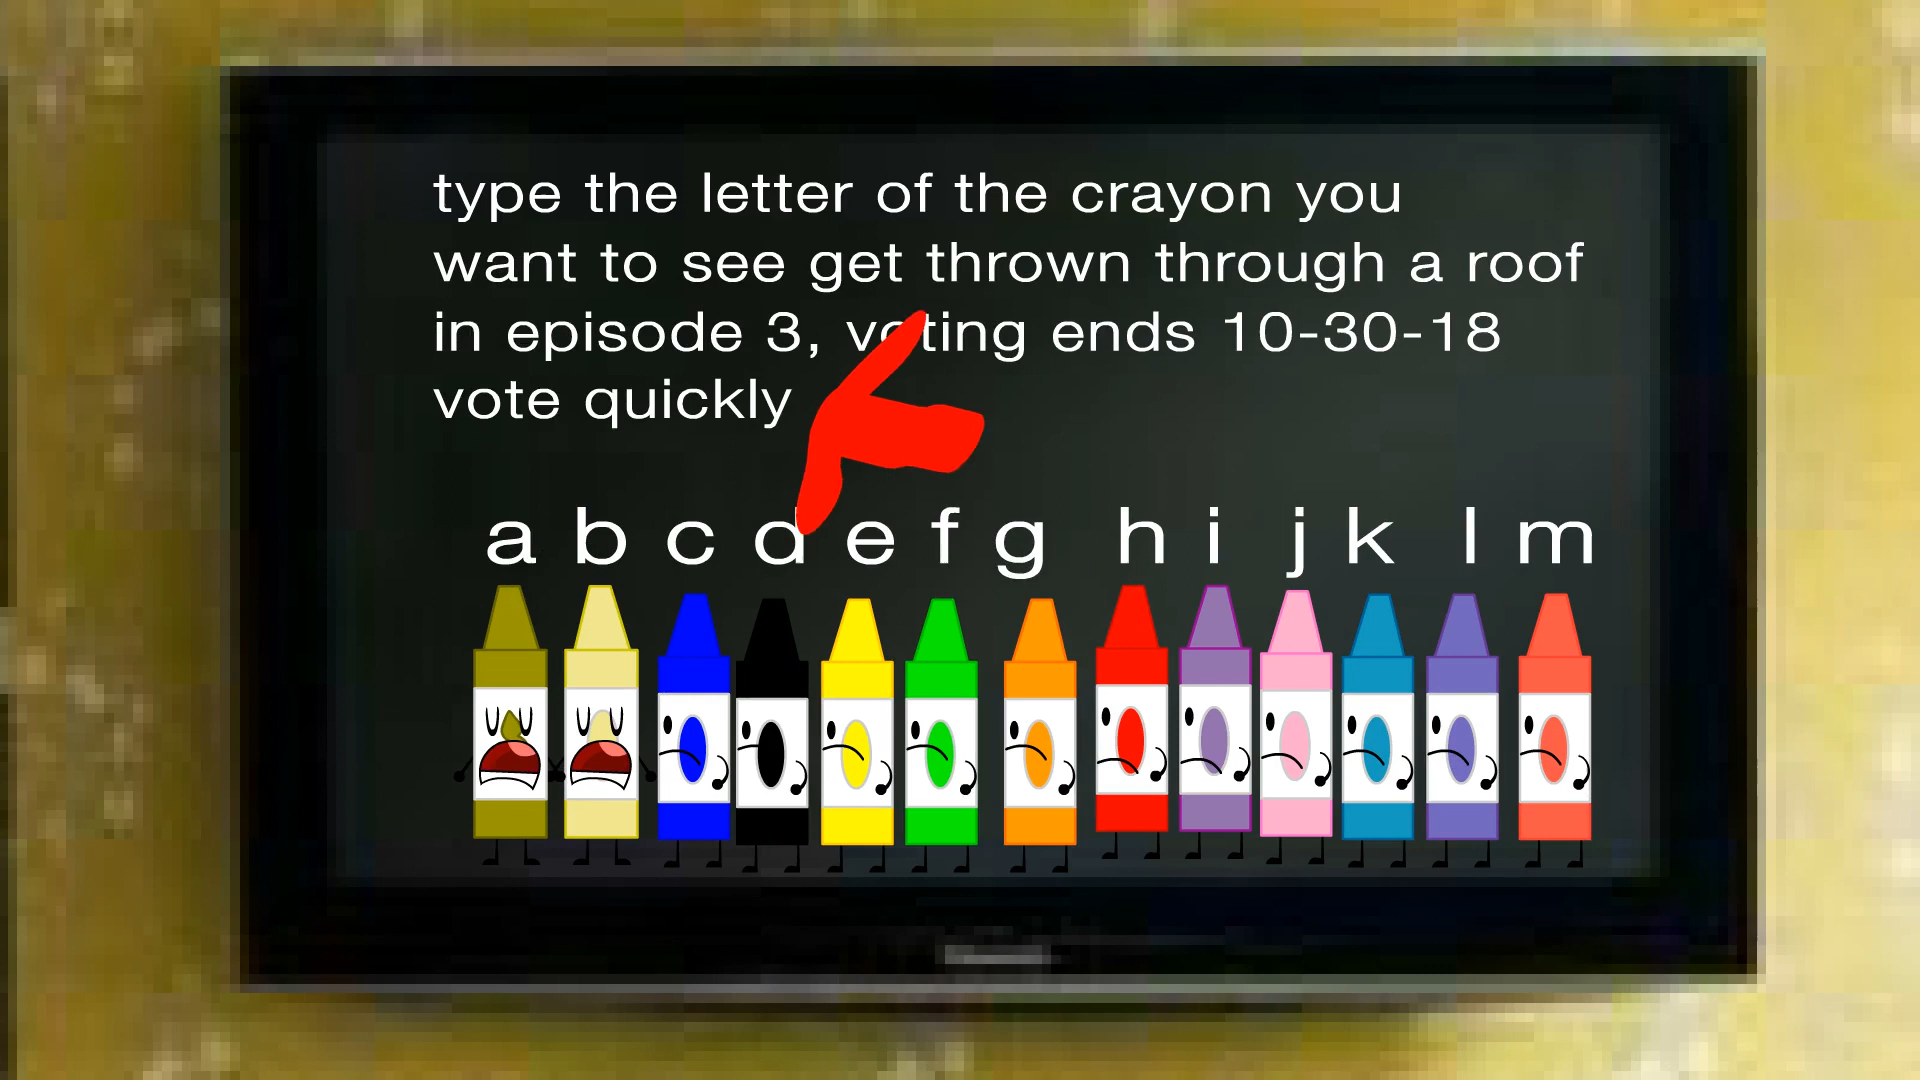 type the letter of the crayon you
want to see get thrown through a roof
in episode 3, voting ends 10-30-18
vote quickly
a b c d e f g h i j k l m